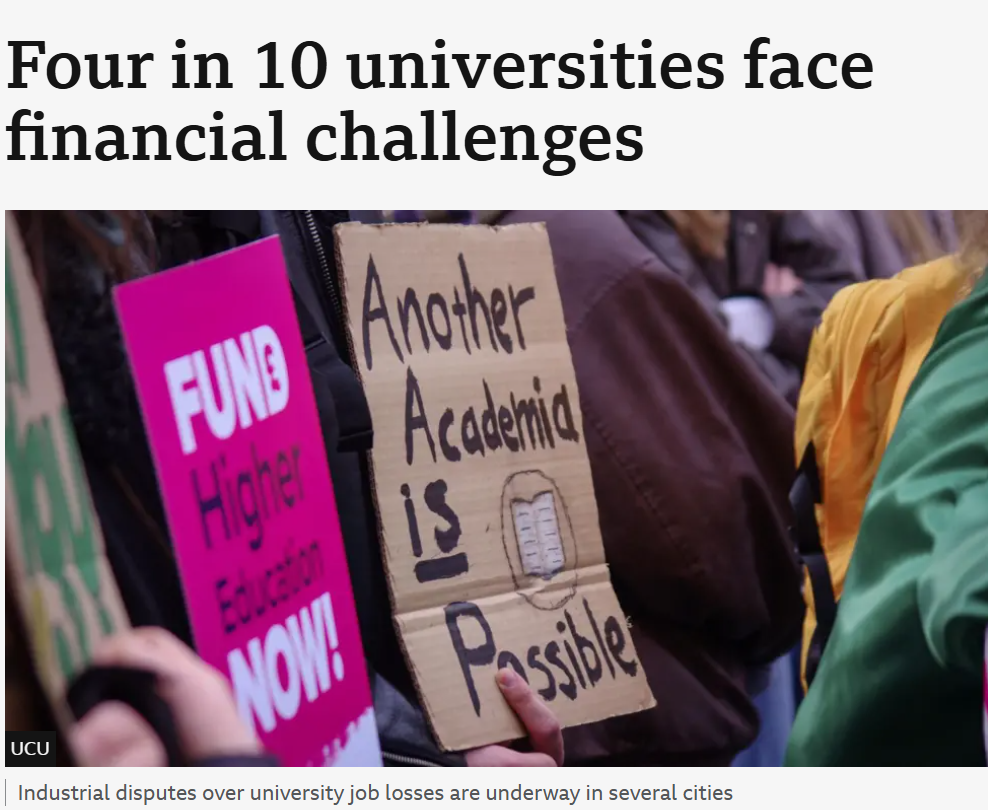 Four in 10 universities face
financial challenges
FUND
Higher
Education
NOW!
Another
Academia
is
Possible
UCU
Industrial disputes over university job losses are underway in several cities